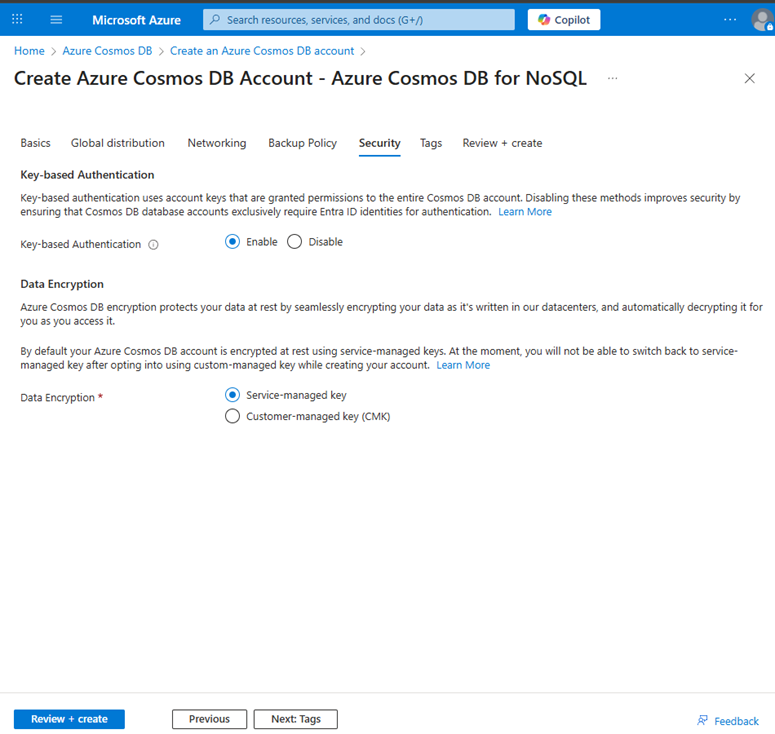 Microsoft Azure
Search resources, services, and docs (G+/)
Copilot
...
Home > Azure Cosmos DB > Create an Azure Cosmos DB account >
Create Azure Cosmos DB Account - Azure Cosmos DB for NoSQL ...
Basics Global distribution Networking Backup Policy Security Tags Review + create
Key-based Authentication
Key-based authentication uses account keys that are granted permissions to the entire Cosmos DB account. Disabling these methods improves security by
ensuring that Cosmos DB database accounts exclusively require Entra ID identities for authentication. Learn More
Key-based Authentication Enable Disable
Data Encryption
Azure Cosmos DB encryption protects your data at rest by seamlessly encrypting your data as it's written in our datacenters, and automatically decrypting it for
you as you access it.
By default your Azure Cosmos DB account is encrypted at rest using service-managed keys. At the moment, you will not be able to switch back to service-
managed key after opting into using custom-managed key while creating your account. Learn More
Data Encryption * Service-managed key
Customer-managed key (CMK)
Review + create Previous Next: Tags Feedback